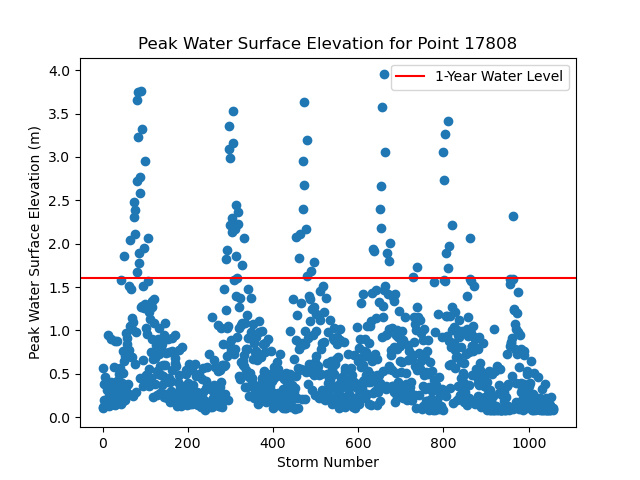 Peak Water Surface Elevation for Point 17808
1-Year Water Level
Peak Water Surface Elevation (m)
4.0
3.5
3.0
2.5
2.0
1.5
1.0
0.5
0.0
0 200 400 600 800 1000
Storm Number